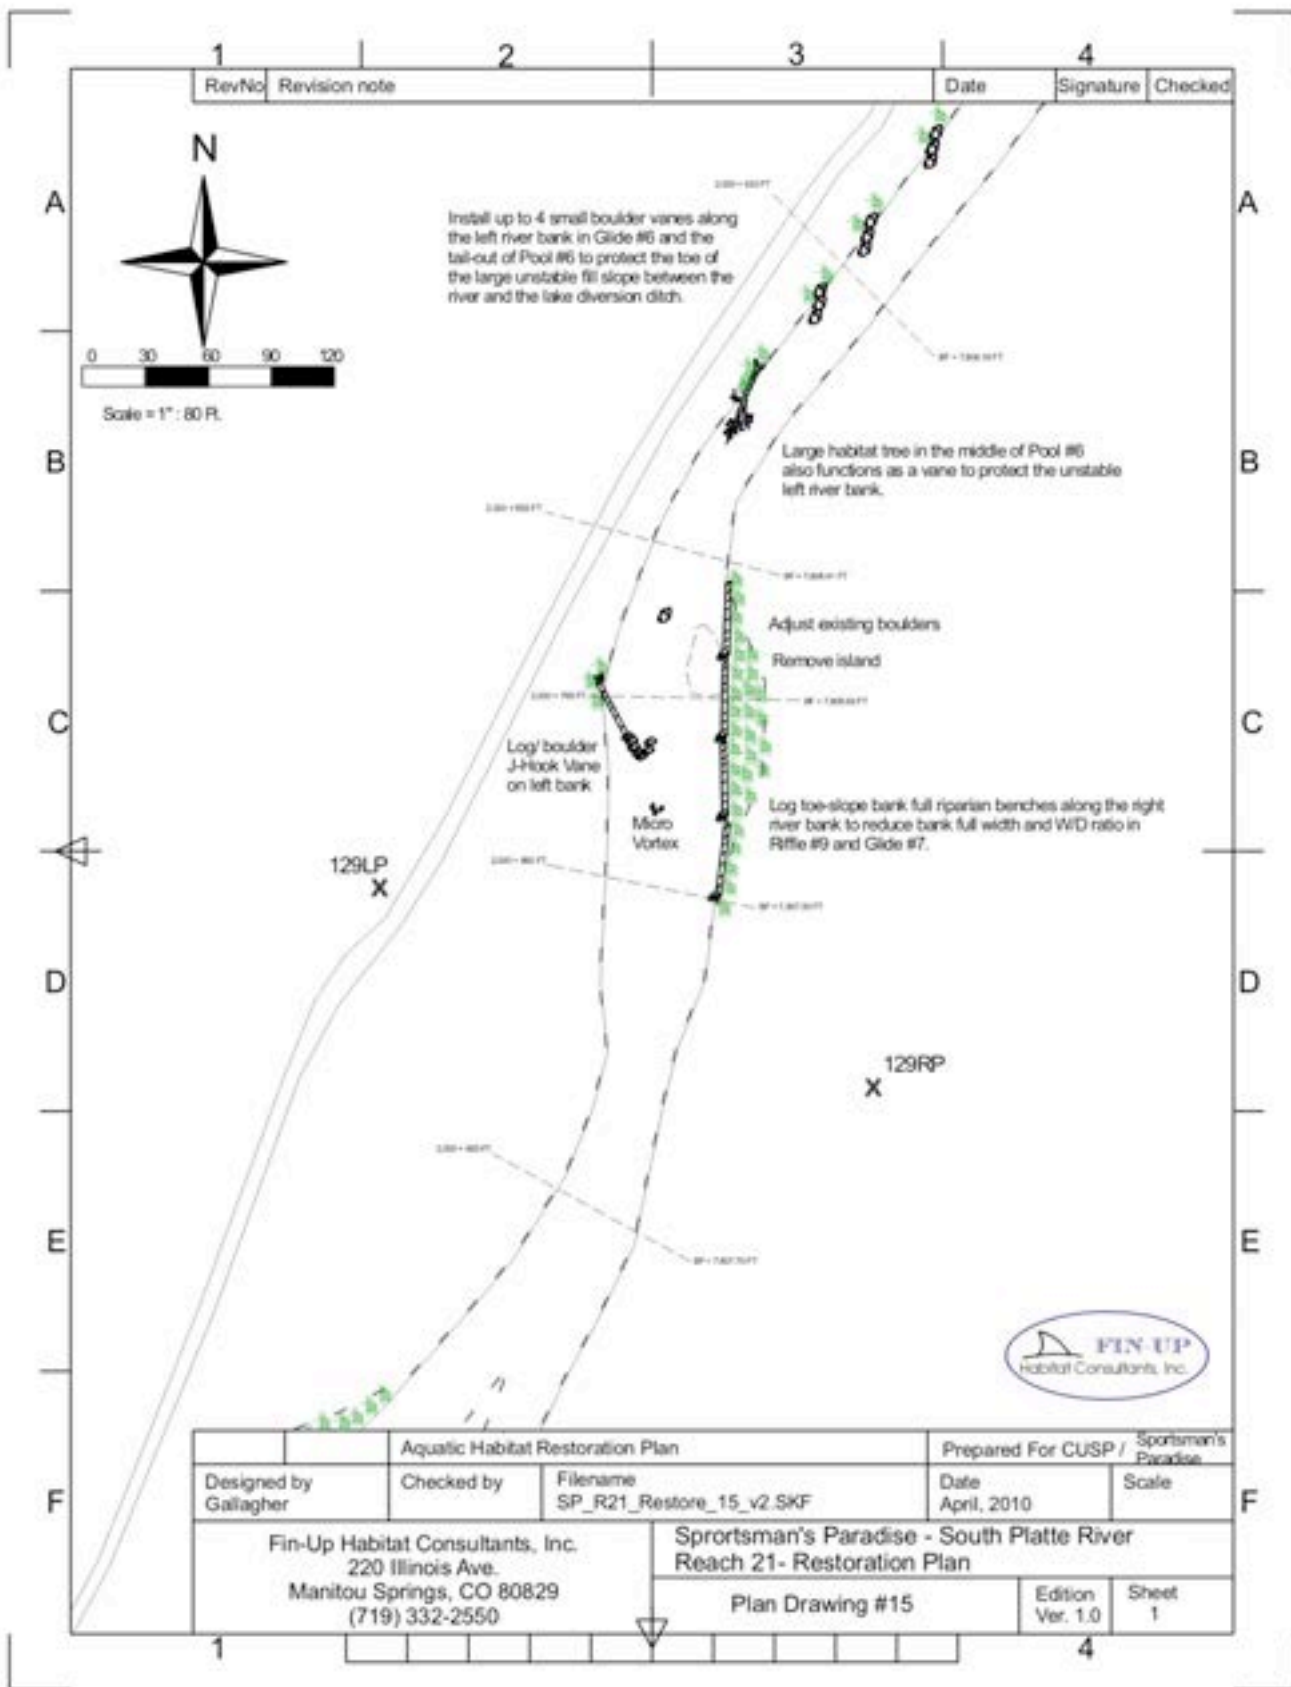 1 2 3 4
RevNo Revision note Date Signature Checked
N
A A
Install up to 4 small boulder vanes along
the left river bank in Glide #6 and the
tail-out of Pool #6 to protect the toe of
the large unstable fill slope between the
river and the lake diversion ditch.
0 30 60 90 120
Scale = 1" : 80 Ft.
B B
Large habitat tree in the middle of Pool #6
also functions as a vane to protect the unstable
left river bank.
Adjust existing boulders
Remove island
C C
Log/ boulder
J-Hook Vane
on left bank
Micro
Vortex
Log toe-slope bank full riparian benches along the right
river bank to reduce bank full width and W/D ratio in
Riffle #9 and Glide #7.
129LP
X
D D
129RP
X
E E
FIN-UP
Habitat Consultants, Inc.
Aquatic Habitat Restoration Plan
Prepared For CUSP / Sportsman's
Paradise
Designed by
Gallagher
Checked by
Filename
SP_R21_Restore_15_v2.SKF
Date
April, 2010
Scale
F F
Fin-Up Habitat Consultants, Inc.
220 Illinois Ave.
Manitou Springs, CO 80829
(719) 332-2550
Sprortsman's Paradise - South Platte River
Reach 21- Restoration Plan
Plan Drawing #15
Edition
Ver. 1.0
Sheet
1
1 4